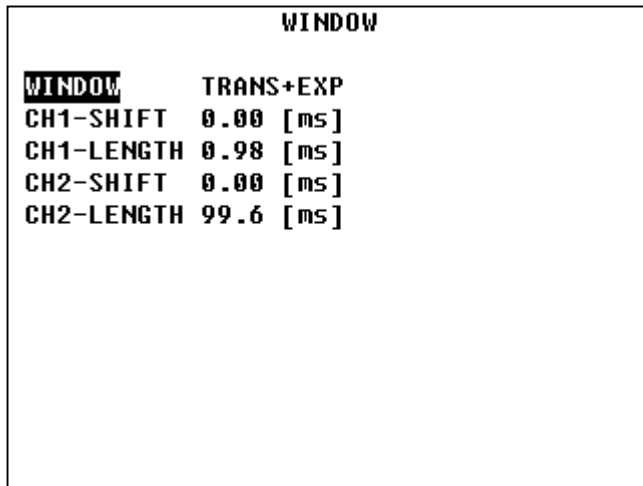 WINDOW
WINDOW TRANS+EXP
CH1-SHIFT 0.00 [ms]
CH1-LENGTH 0.98 [ms]
CH2-SHIFT 0.00 [ms]
CH2-LENGTH 99.6 [ms]